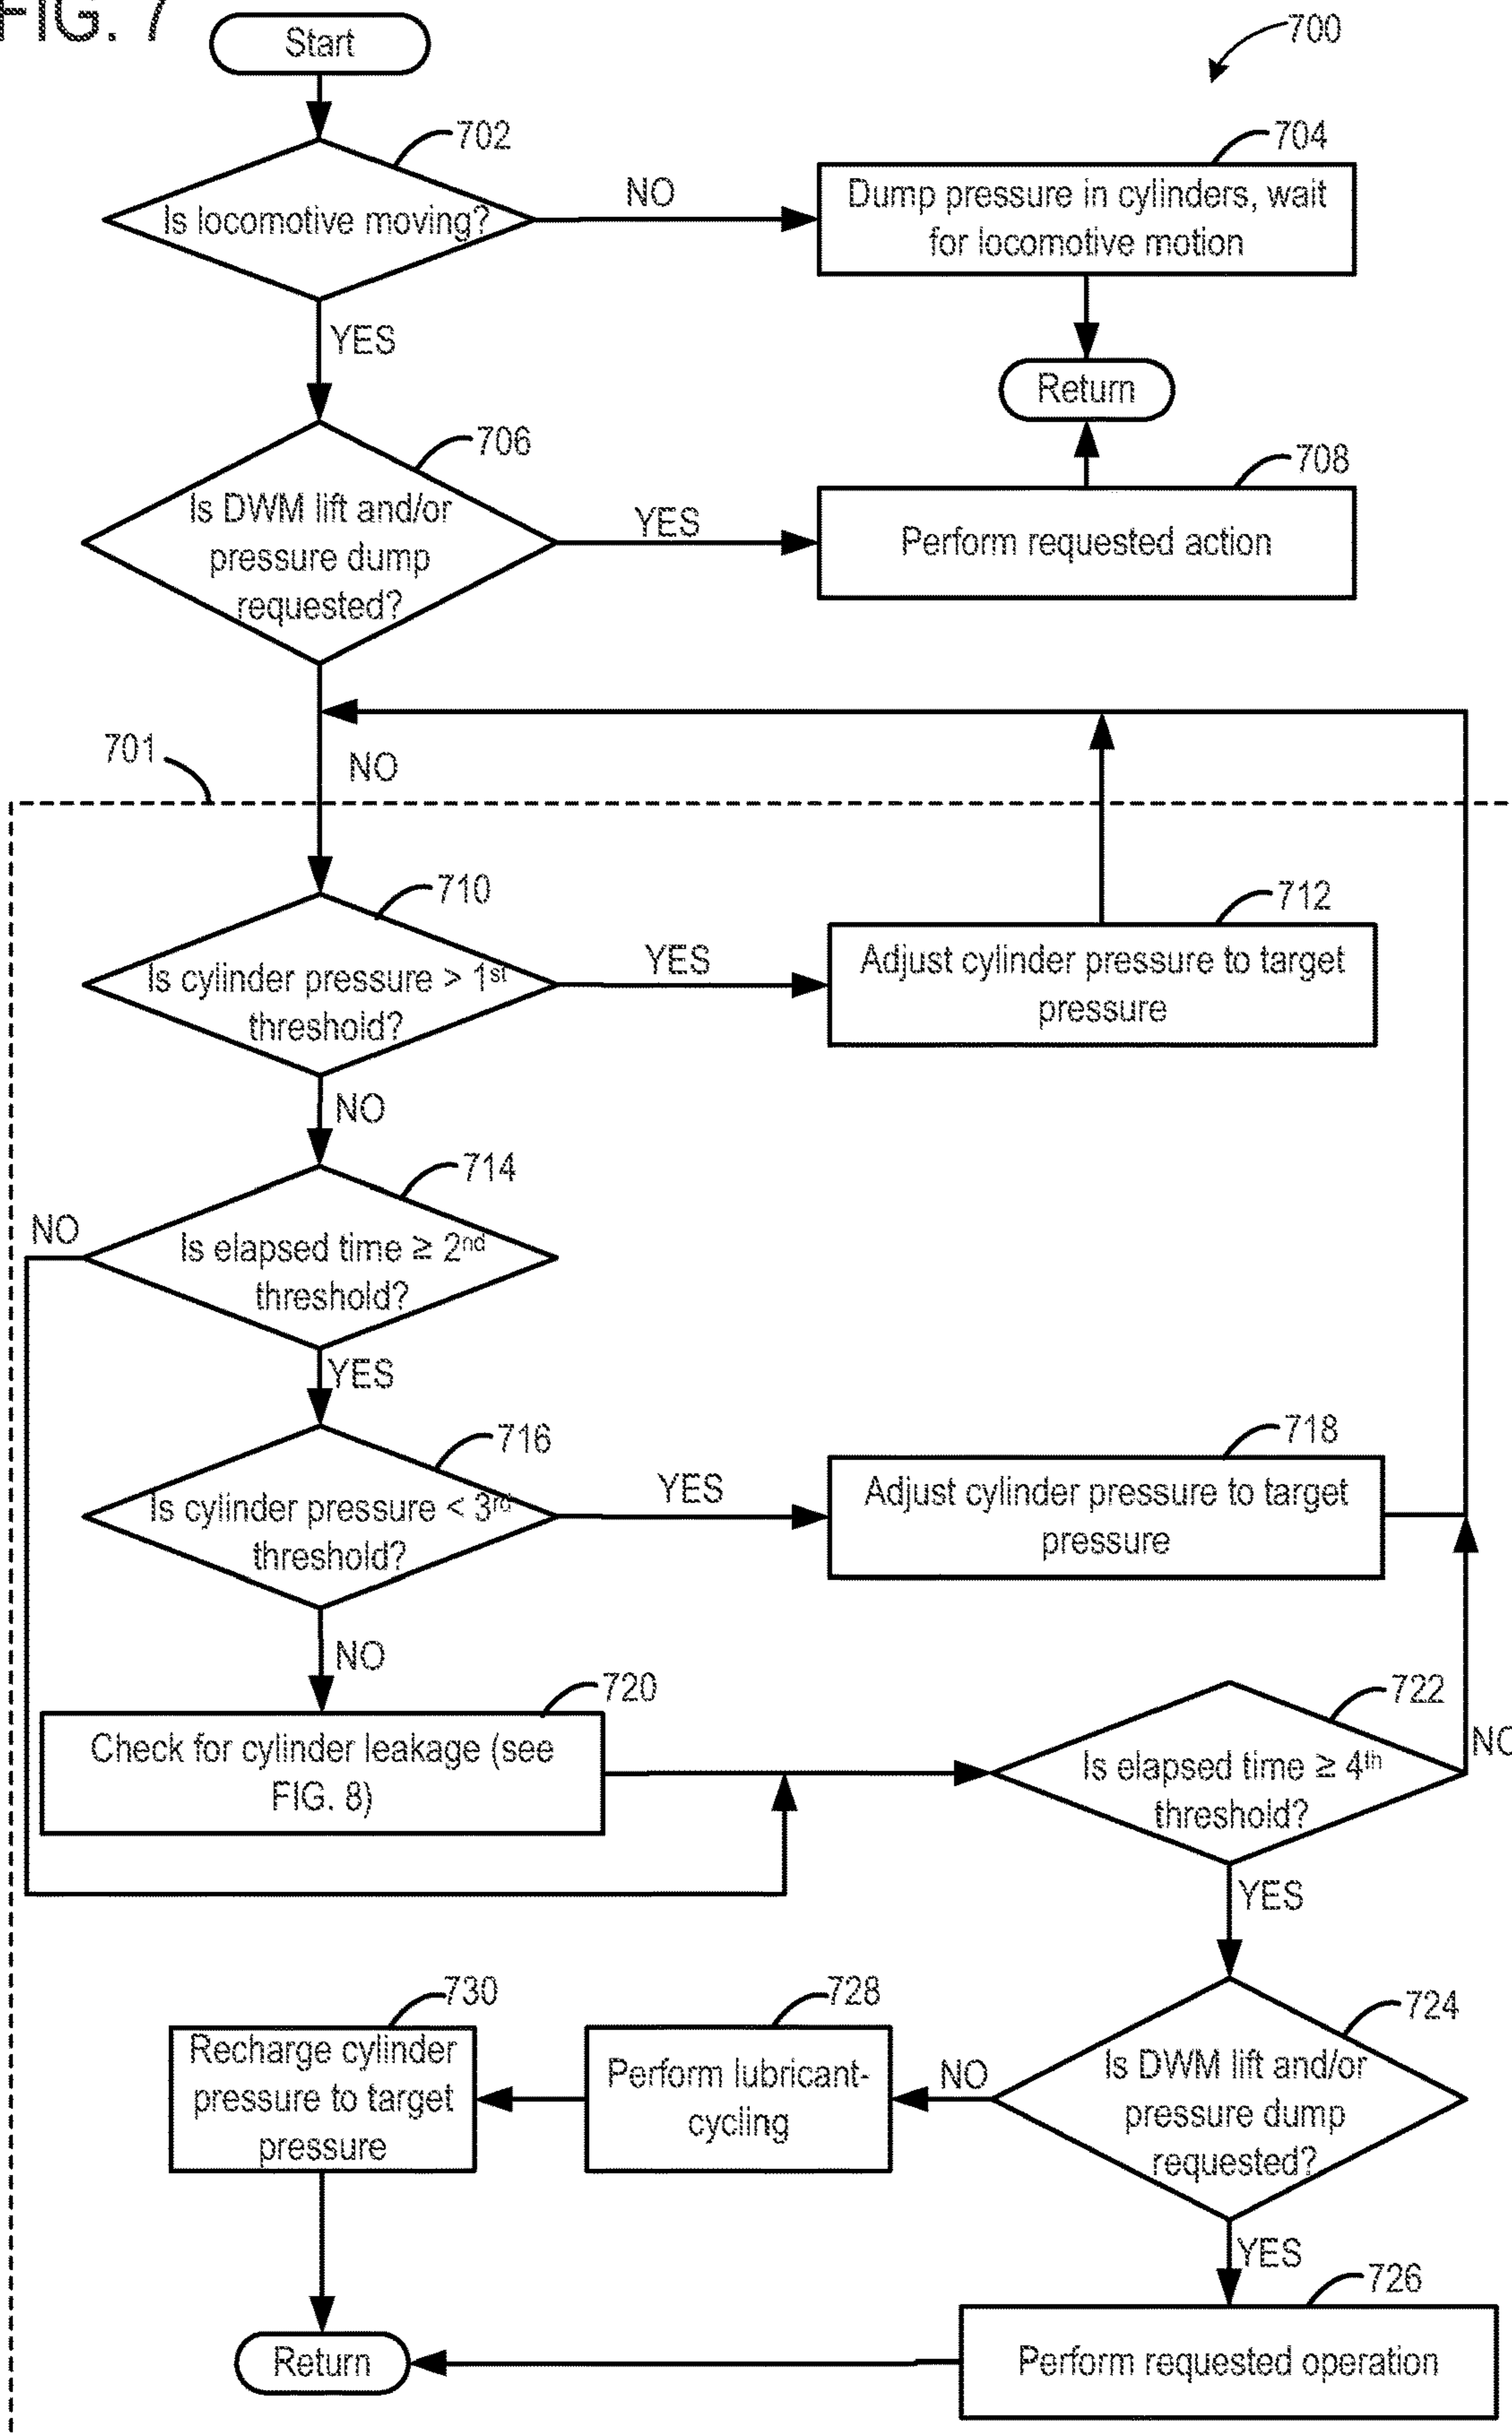 FIG. 7
Start
700
702
704
Is locomotive moving?
NO
Dump pressure in cylinders, wait
for locomotive motion
YES
Return
706
708
Is DWM lift and/or
pressure dump
requested?
YES
Perform requested action
701
NO
710
712
Is cylinder pressure > 1st
threshold?
YES
Adjust cylinder pressure to target
pressure
NO
714
NO
Is elapsed time ≥ 2nd
threshold?
YES
716
718
Is cylinder pressure < 3rd
threshold?
YES
Adjust cylinder pressure to target
pressure
NO
720
722
Check for cylinder leakage (see
FIG. 8)
Is elapsed time ≥ 4th
threshold?
NO
YES
730
728
724
Recharge cylinder
pressure to target
pressure
Perform lubricant-
cycling
NO
Is DWM lift and/or
pressure dump
requested?
YES
726
Return
Perform requested operation